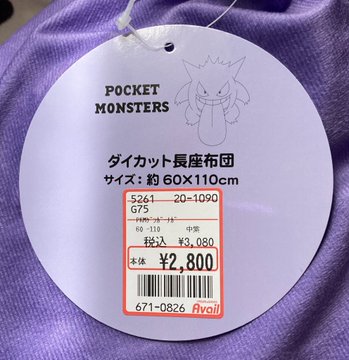 POCKET
MONSTERS
ダイカット長座布団
サイズ：約60×110cm
5261 20-1090
G75
60-110 中紫
税込 ¥3,080
本体 ¥2,800
671-0826 Avail